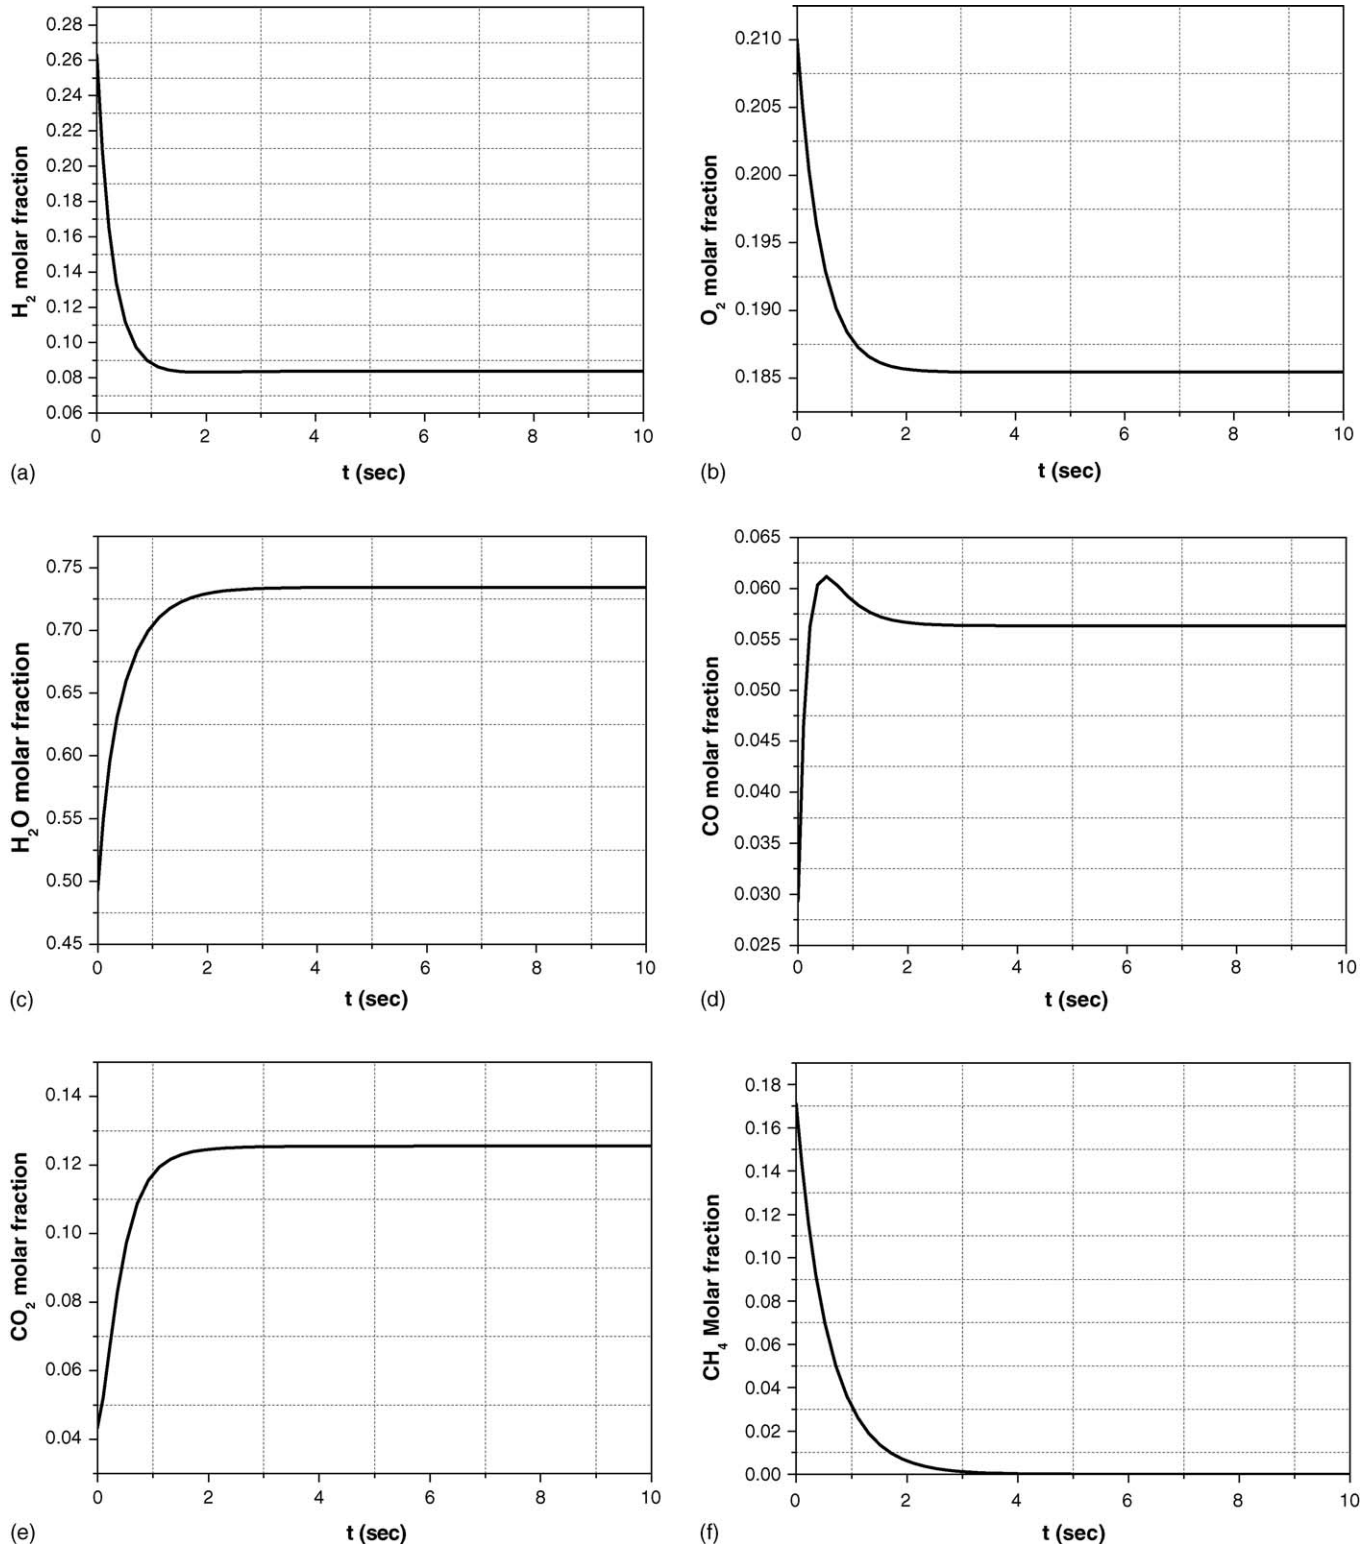 H2 molar fraction
0.28
0.26
0.24
0.22
0.20
0.18
0.16
0.14
0.12
0.10
0.08
0.06
0 2 4 6 8 10
(a) t (sec)
O2 molar fraction
0.210
0.205
0.200
0.195
0.190
0.185
0 2 4 6 8 10
(b) t (sec)
H2O molar fraction
0.75
0.70
0.65
0.60
0.55
0.50
0.45
0 2 4 6 8 10
(c) t (sec)
CO molar fraction
0.065
0.060
0.055
0.050
0.045
0.040
0.035
0.030
0.025
0 2 4 6 8 10
(d) t (sec)
CO2 molar fraction
0.14
0.12
0.10
0.08
0.06
0.04
0 2 4 6 8 10
(e) t (sec)
CH4 Molar fraction
0.18
0.16
0.14
0.12
0.10
0.08
0.06
0.04
0.02
0.00
0 2 4 6 8 10
(f) t (sec)